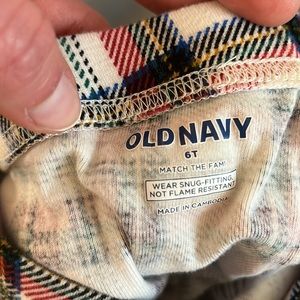 OLD NAVY
6T
MATCH THE FAM!
WEAR SNUG-FITTING,
NOT FLAME RESISTANT
MADE IN CAMBODIA